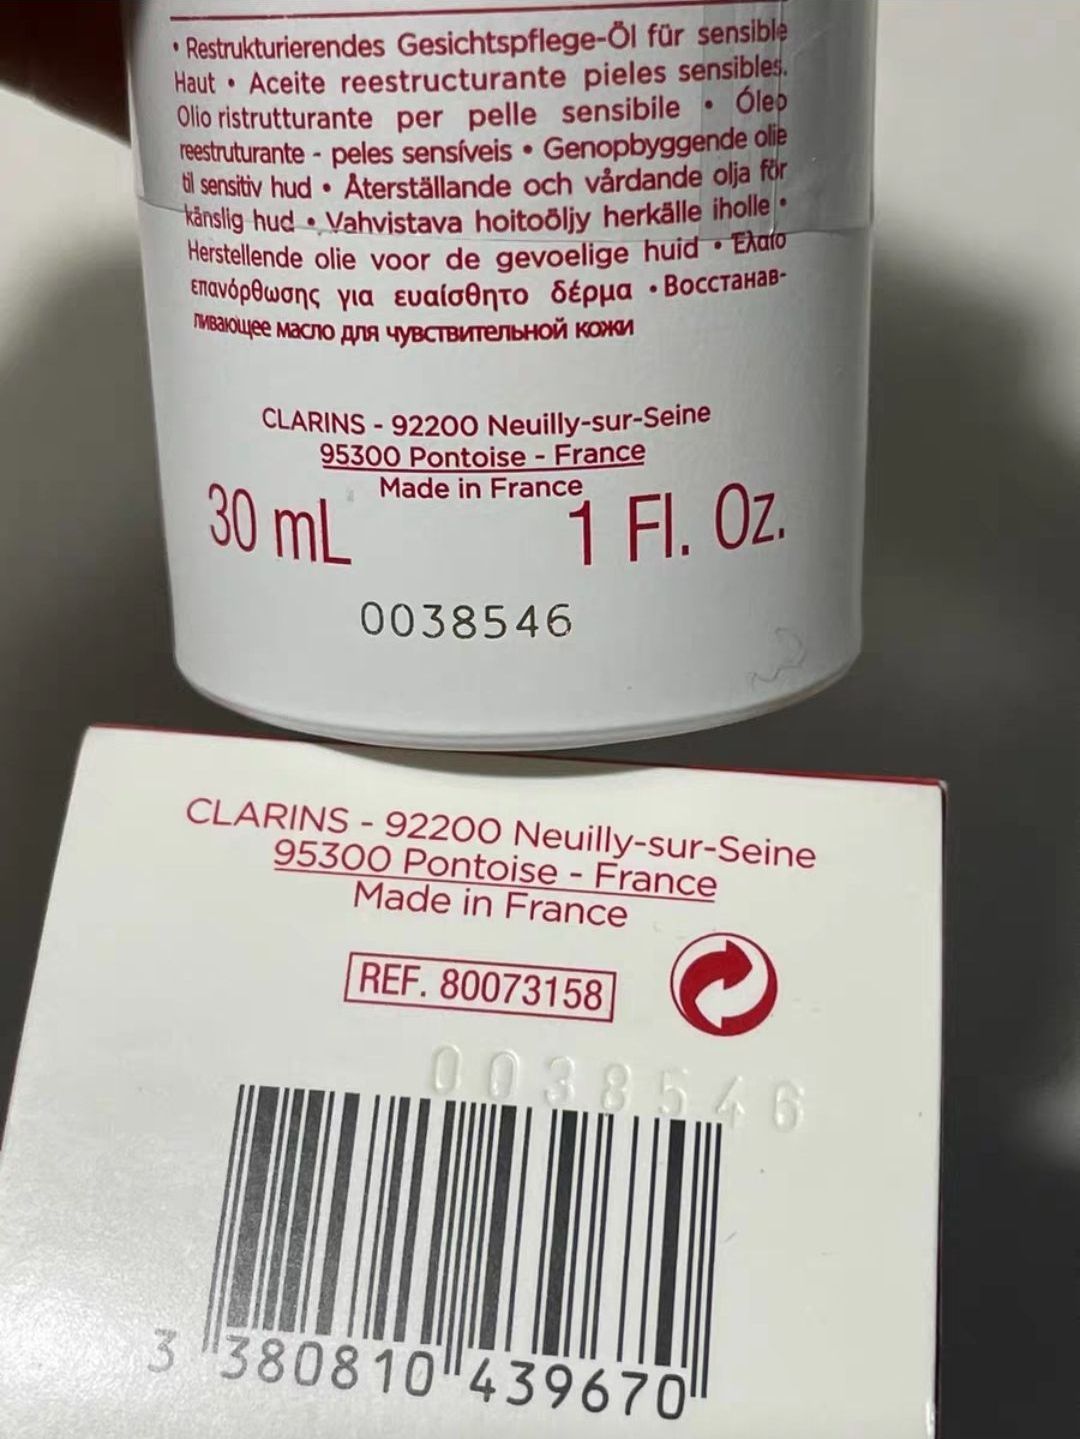 • Restrukturierendes Gesichtspflege-Öl für sensible
Haut • Aceite reestructurante pieles sensibles.
Olio ristrutturante per pelle sensibile • Óleo
reestruturante - peles sensíveis • Genopbyggende olie
til sensitiv hud • Återställande och vårdande olja för
känslig hud • Vahvistava hoitoöljy herkälle iholle •
Herstellende olie voor de gevoelige huid • Έλαιο
επανόρθωσης για ευαίσθητο δέρμα • Восстанав-
ливающее масло для чувствительной кожи
CLARINS - 92200 Neuilly-sur-Seine
95300 Pontoise - France
Made in France
30 mL 1 Fl. Oz.
0038546
CLARINS - 92200 Neuilly-sur-Seine
95300 Pontoise - France
Made in France
REF. 80073158
0038546
3 380810 439670